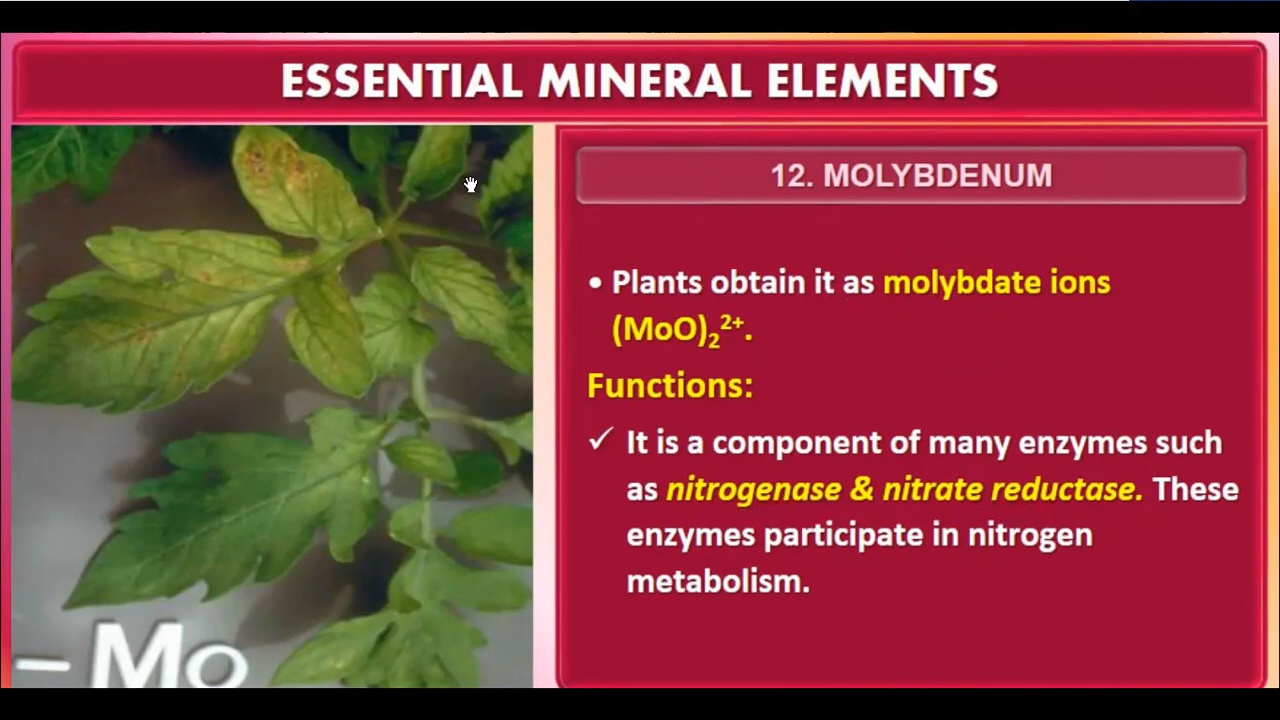 ESSENTIAL MINERAL ELEMENTS
12. MOLYBDENUM
• Plants obtain it as molybdate ions
(MoO)₂²⁺.
Functions:
✓ It is a component of many enzymes such
as nitrogenase & nitrate reductase. These
enzymes participate in nitrogen
metabolism.
– Mo